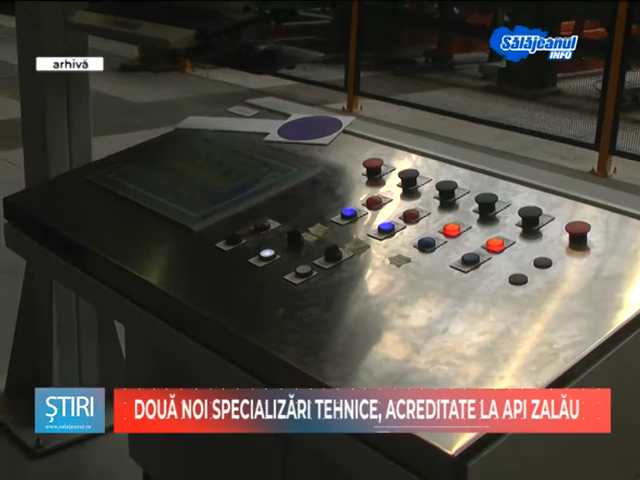 Sălăjeanul
INFO
arhivă
ȘTIRI
www.salajeanul.ro
DOUĂ NOI SPECIALIZĂRI TEHNICE, ACREDITATE LA API ZALĂU